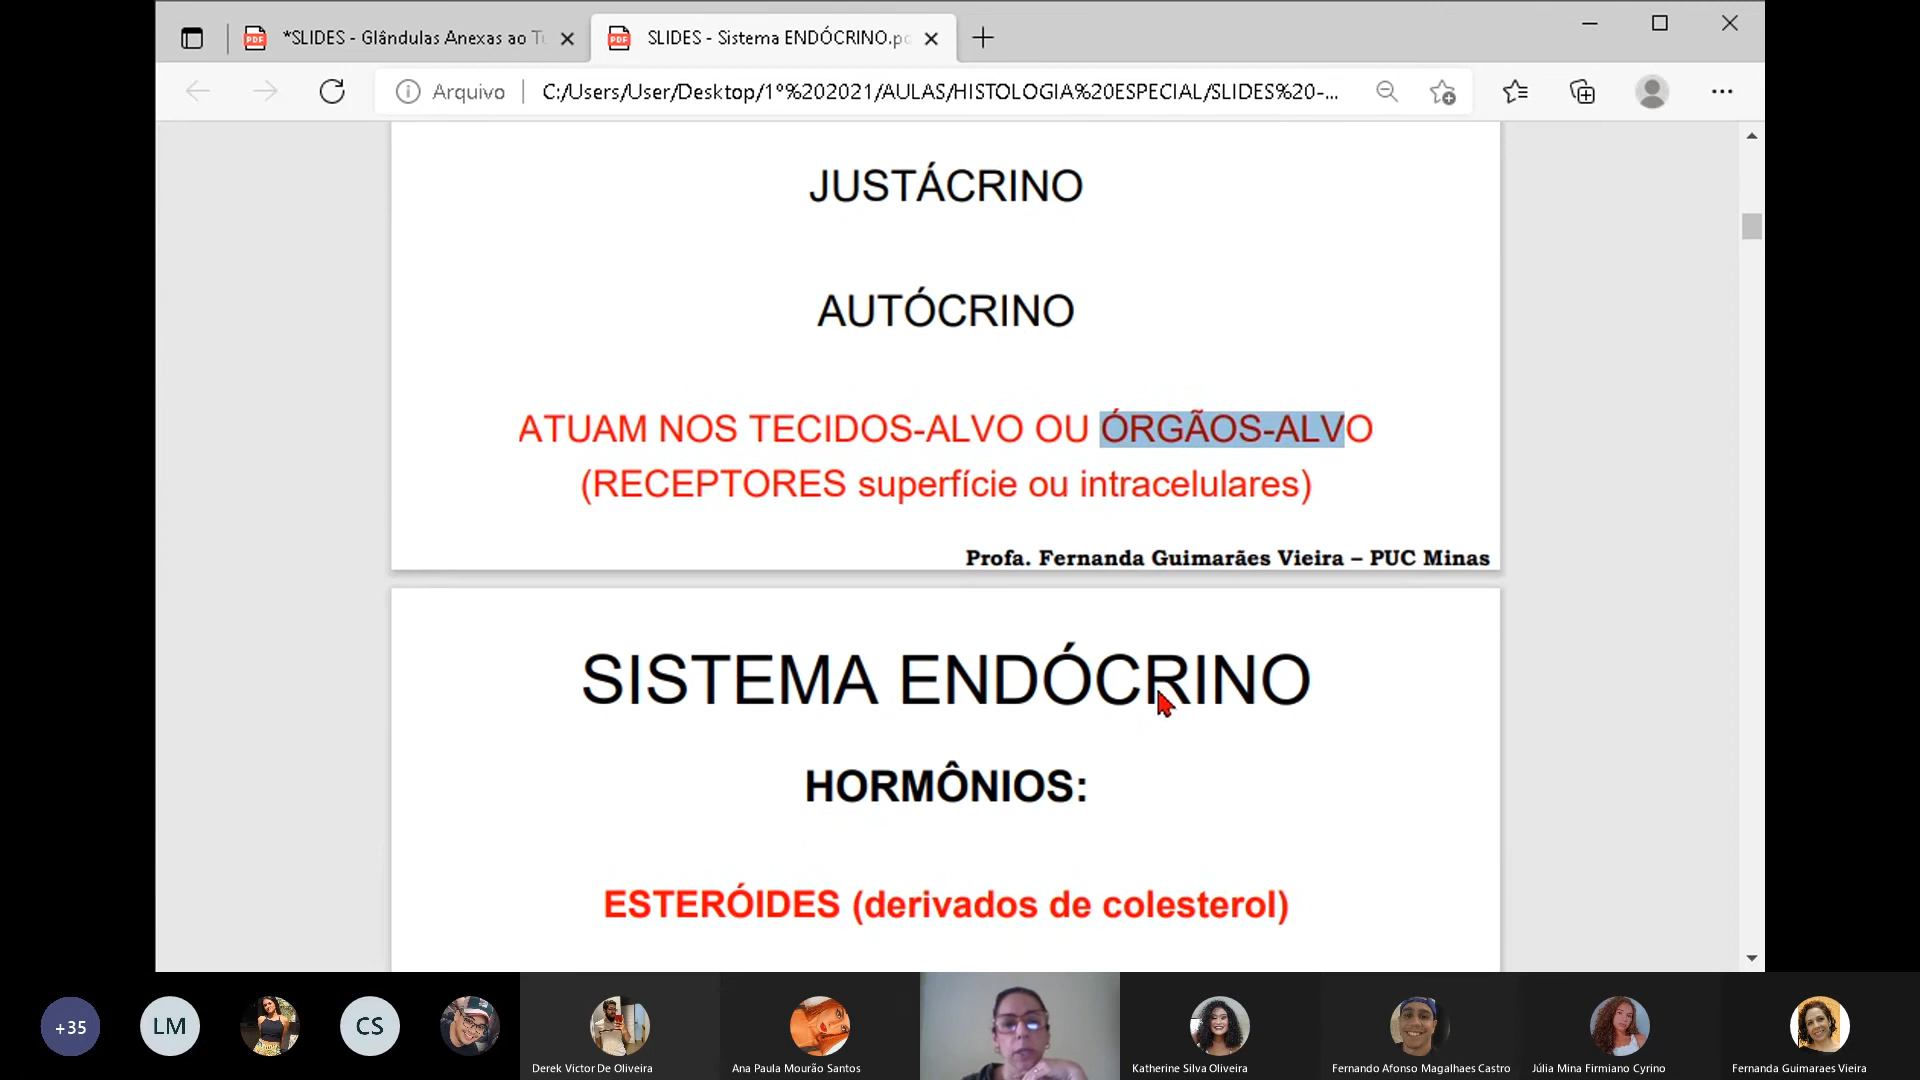 *SLIDES - Glândulas Anexas ao T
SLIDES - Sistema ENDÓCRINO.p
Arquivo
C:/Users/User/Desktop/1º%202021/AULAS/HISTOLOGIA%20ESPECIAL/SLIDES%20-...
JUSTÁCRINO
AUTÓCRINO
ATUAM NOS TECIDOS-ALVO OU ÓRGÃOS-ALVO
(RECEPTORES superfície ou intracelulares)
Profa. Fernanda Guimarães Vieira – PUC Minas
SISTEMA ENDÓCRINO
HORMÔNIOS:
ESTERÓIDES (derivados de colesterol)
+35
LM
CS
Derek Victor De Oliveira
Ana Paula Mourão Santos
Katherine Silva Oliveira
Fernando Afonso Magalhaes Castro
Júlia Mina Firmiano Cyrino
Fernanda Guimaraes Vieira